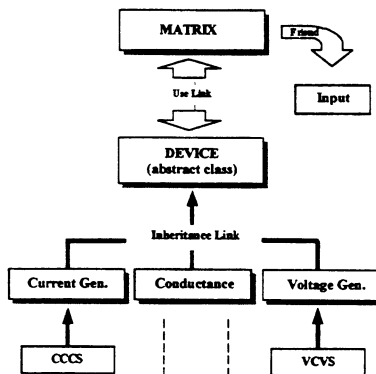 MATRIX
Friend
Use Link
Input
DEVICE
(abstract class)
Inheritance Link
Current Gen.
Conductance
Voltage Gen.
CCCS
VCVS